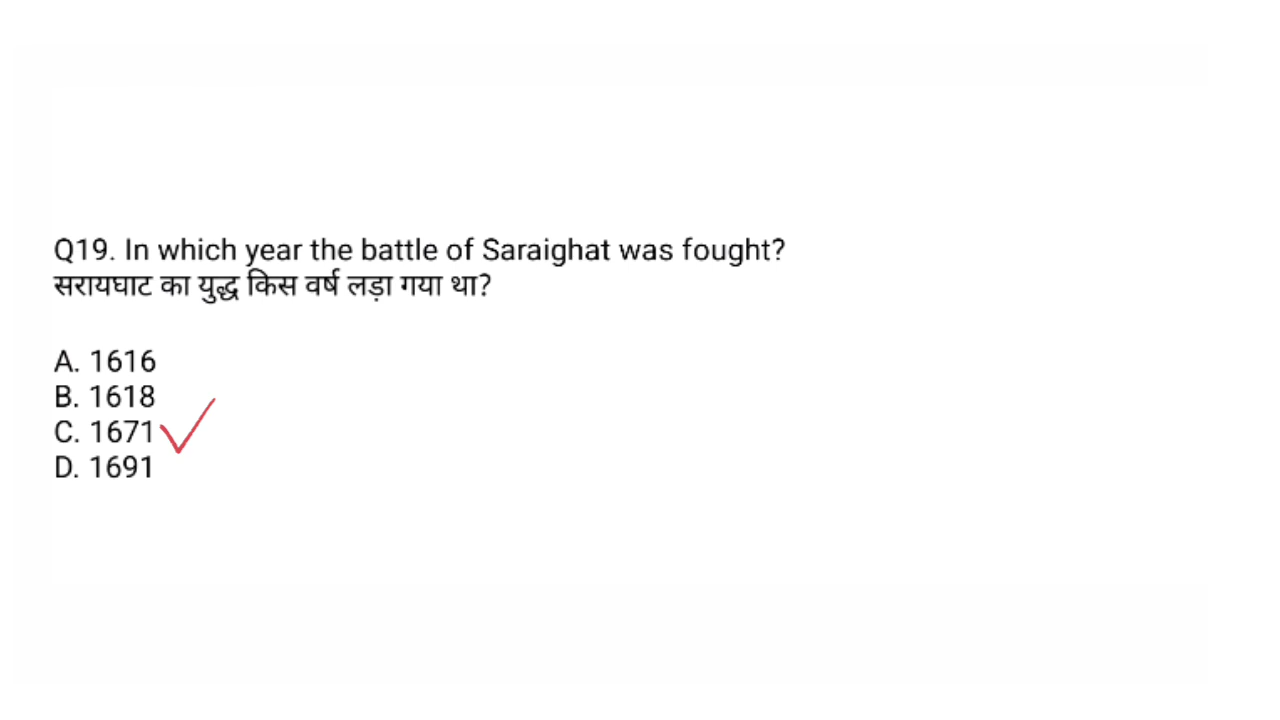 Q19. In which year the battle of Saraighat was fought?
सरायघाट का युद्ध किस वर्ष लड़ा गया था?
A. 1616
B. 1618
C. 1671
D. 1691